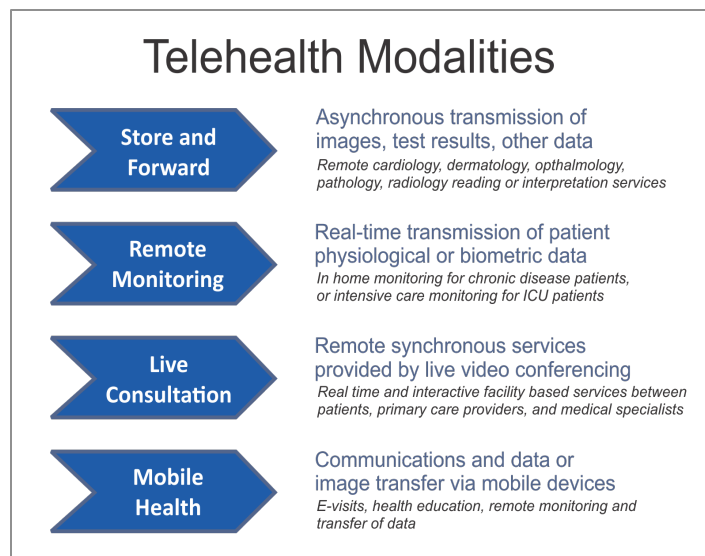 Telehealth Modalities
Store and
Forward
Asynchronous transmission of
images, test results, other data
Remote cardiology, dermatology, opthalmology,
pathology, radiology reading or interpretation services
Remote
Monitoring
Real-time transmission of patient
physiological or biometric data
In home monitoring for chronic disease patients,
or intensive care monitoring for ICU patients
Live
Consultation
Remote synchronous services
provided by live video conferencing
Real time and interactive facility based services between
patients, primary care providers, and medical specialists
Mobile
Health
Communications and data or
image transfer via mobile devices
E-visits, health education, remote monitoring and
transfer of data